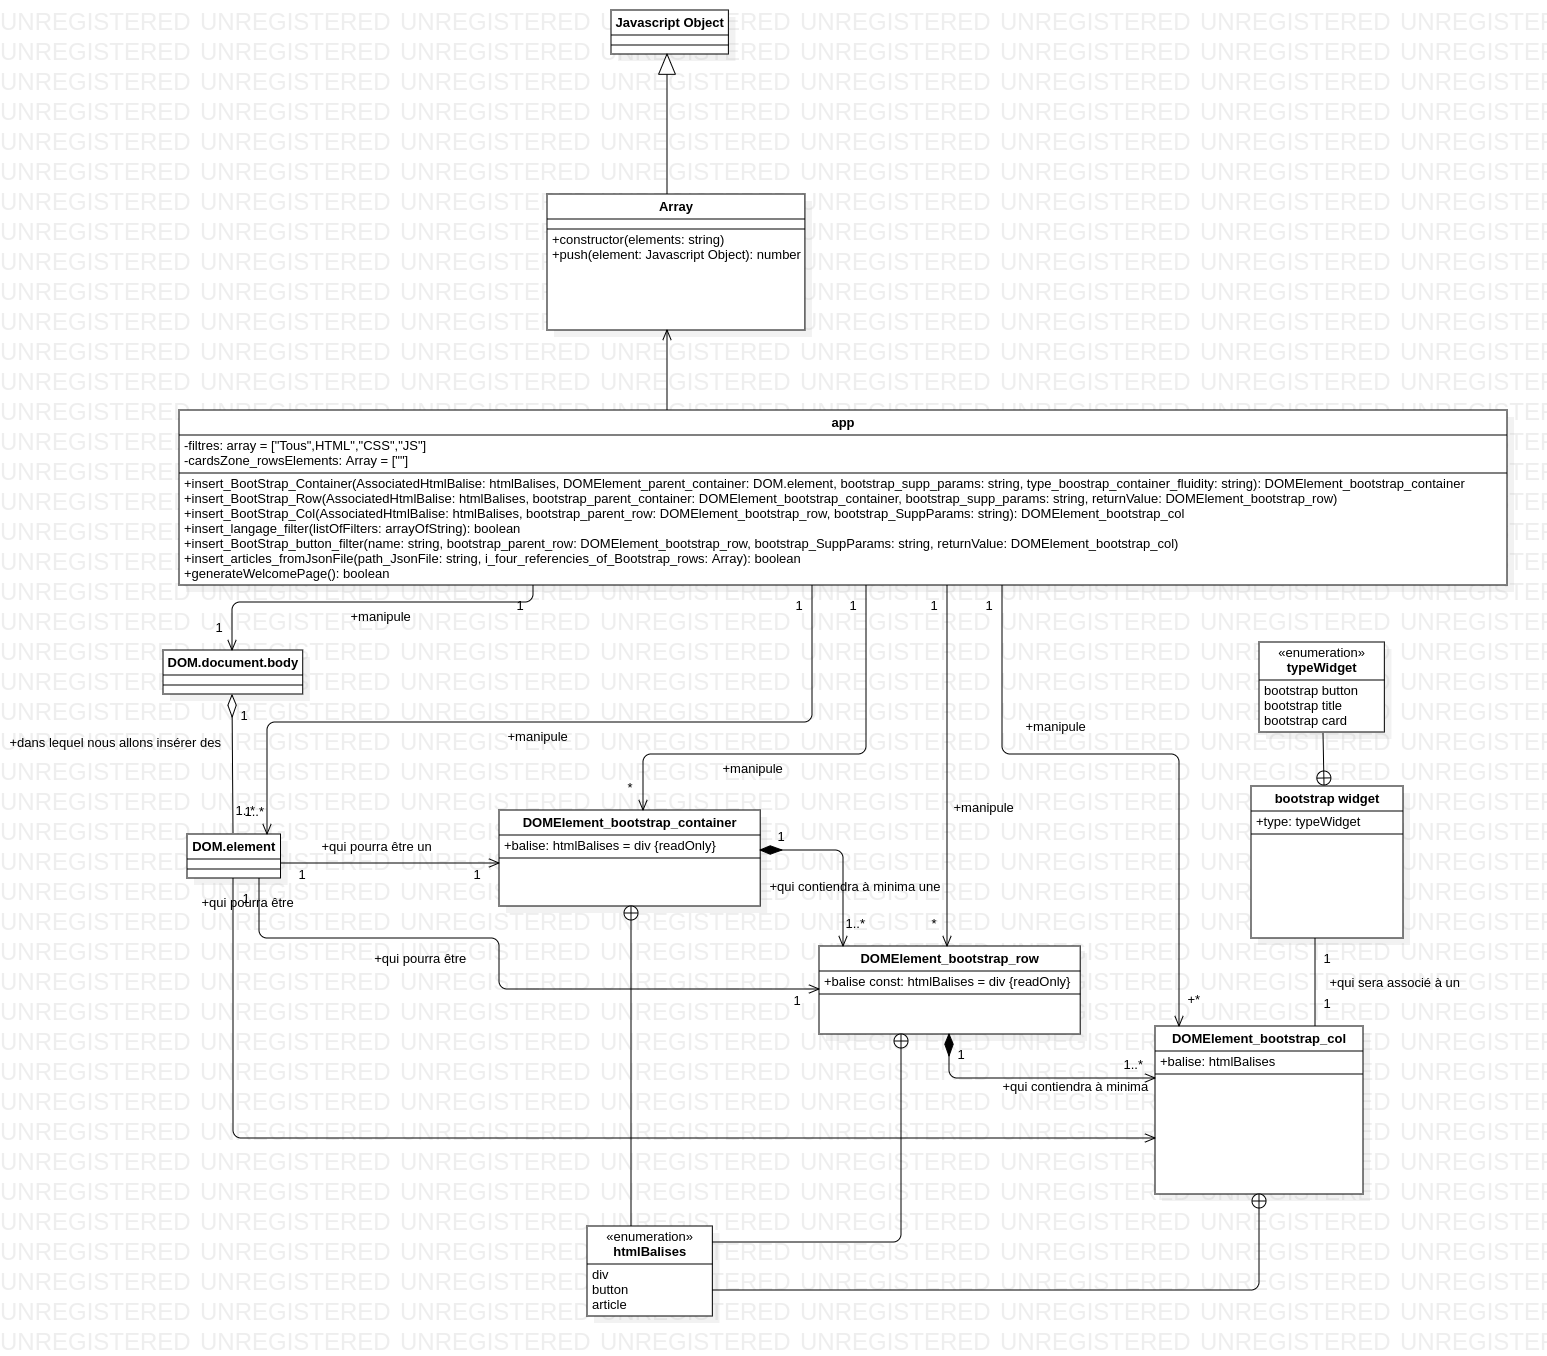 Javascript Object
Array
+constructor(elements: string)
+push(element: Javascript Object): number
app
-filtres: array = ["Tous",HTML","CSS","JS"]
-cardsZone_rowsElements: Array = [""]
+insert_BootStrap_Container(AssociatedHtmlBalise: htmlBalises, DOMElement_parent_container: DOM.element, bootstrap_supp_params: string, type_boostrap_container_fluidity: string): DOMElement_bootstrap_container
+insert_BootStrap_Row(AssociatedHtmlBalise: htmlBalises, bootstrap_parent_container: DOMElement_bootstrap_container, bootstrap_supp_params: string, returnValue: DOMElement_bootstrap_row)
+insert_BootStrap_Col(AssociatedHtmlBalise: htmlBalises, bootstrap_parent_row: DOMElement_bootstrap_row, bootstrap_SuppParams: string): DOMElement_bootstrap_col
+insert_langage_filter(listOfFilters: arrayOfString): boolean
+insert_BootStrap_button_filter(name: string, bootstrap_parent_row: DOMElement_bootstrap_row, bootstrap_SuppParams: string, returnValue: DOMElement_bootstrap_col)
+insert_articles_fromJsonFile(path_JsonFile: string, i_four_referencies_of_Bootstrap_rows: Array): boolean
+generateWelcomePage(): boolean
1
1
1
1
1
+manipule
1
DOM.document.body
«enumeration»
typeWidget
bootstrap button
bootstrap title
bootstrap card
1
+manipule
+dans lequel nous allons insérer des
+manipule
+manipule
*
bootstrap widget
+type: typeWidget
+manipule
1..*
1..*
DOMElement_bootstrap_container
+balise: htmlBalises = div {readOnly}
1
DOM.element
+qui pourra être un
1
1
+qui contiendra à minima une
1
+qui pourra être
1..*
*
+qui pourra être
1
DOMElement_bootstrap_row
+balise const: htmlBalises = div {readOnly}
1
+qui sera associé à un
1
+*
DOMElement_bootstrap_col
+balise: htmlBalises
1
1..*
+qui contiendra à minima
«enumeration»
htmlBalises
div
button
article